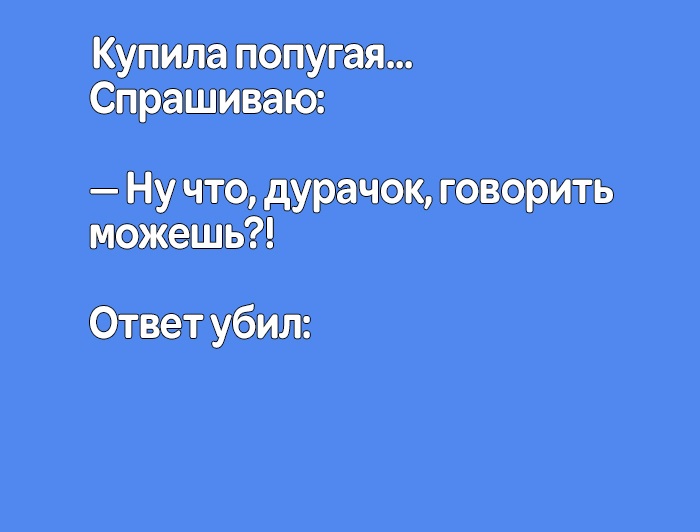 Купила попугая...
Спрашиваю:
— Ну что, дурачок, говорить
можешь?!
Ответ убил: